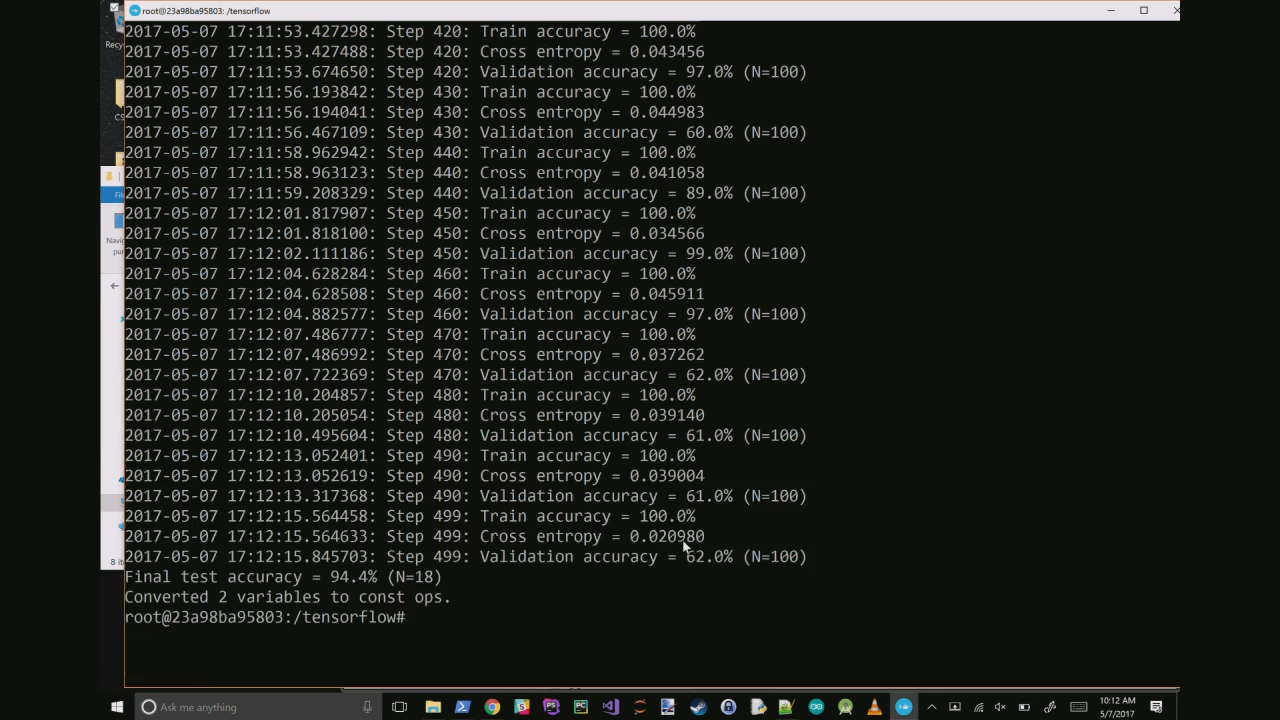 root@23a98ba95803: /tensorflow
Recy
CS
2017-05-07 17:11:53.427298: Step 420: Train accuracy = 100.0%
2017-05-07 17:11:53.427488: Step 420: Cross entropy = 0.043456
2017-05-07 17:11:53.674650: Step 420: Validation accuracy = 97.0% (N=100)
2017-05-07 17:11:56.193842: Step 430: Train accuracy = 100.0%
2017-05-07 17:11:56.194041: Step 430: Cross entropy = 0.044983
2017-05-07 17:11:56.467109: Step 430: Validation accuracy = 60.0% (N=100)
2017-05-07 17:11:58.962942: Step 440: Train accuracy = 100.0%
2017-05-07 17:11:58.963123: Step 440: Cross entropy = 0.041058
2017-05-07 17:11:59.208329: Step 440: Validation accuracy = 89.0% (N=100)
2017-05-07 17:12:01.817907: Step 450: Train accuracy = 100.0%
2017-05-07 17:12:01.818100: Step 450: Cross entropy = 0.034566
2017-05-07 17:12:02.111186: Step 450: Validation accuracy = 99.0% (N=100)
2017-05-07 17:12:04.628284: Step 460: Train accuracy = 100.0%
2017-05-07 17:12:04.628508: Step 460: Cross entropy = 0.045911
2017-05-07 17:12:04.882577: Step 460: Validation accuracy = 97.0% (N=100)
2017-05-07 17:12:07.486777: Step 470: Train accuracy = 100.0%
2017-05-07 17:12:07.486992: Step 470: Cross entropy = 0.037262
2017-05-07 17:12:07.722369: Step 470: Validation accuracy = 62.0% (N=100)
2017-05-07 17:12:10.204857: Step 480: Train accuracy = 100.0%
2017-05-07 17:12:10.205054: Step 480: Cross entropy = 0.039140
2017-05-07 17:12:10.495604: Step 480: Validation accuracy = 61.0% (N=100)
2017-05-07 17:12:13.052401: Step 490: Train accuracy = 100.0%
2017-05-07 17:12:13.052619: Step 490: Cross entropy = 0.039004
2017-05-07 17:12:13.317368: Step 490: Validation accuracy = 61.0% (N=100)
2017-05-07 17:12:15.564458: Step 499: Train accuracy = 100.0%
2017-05-07 17:12:15.564633: Step 499: Cross entropy = 0.020980
2017-05-07 17:12:15.845703: Step 499: Validation accuracy = 62.0% (N=100)
Final test accuracy = 94.4% (N=18)
Converted 2 variables to const ops.
root@23a98ba95803:/tensorflow#
File
Navig
pan
8 ite
Ask me anything
10:12 AM
5/7/2017